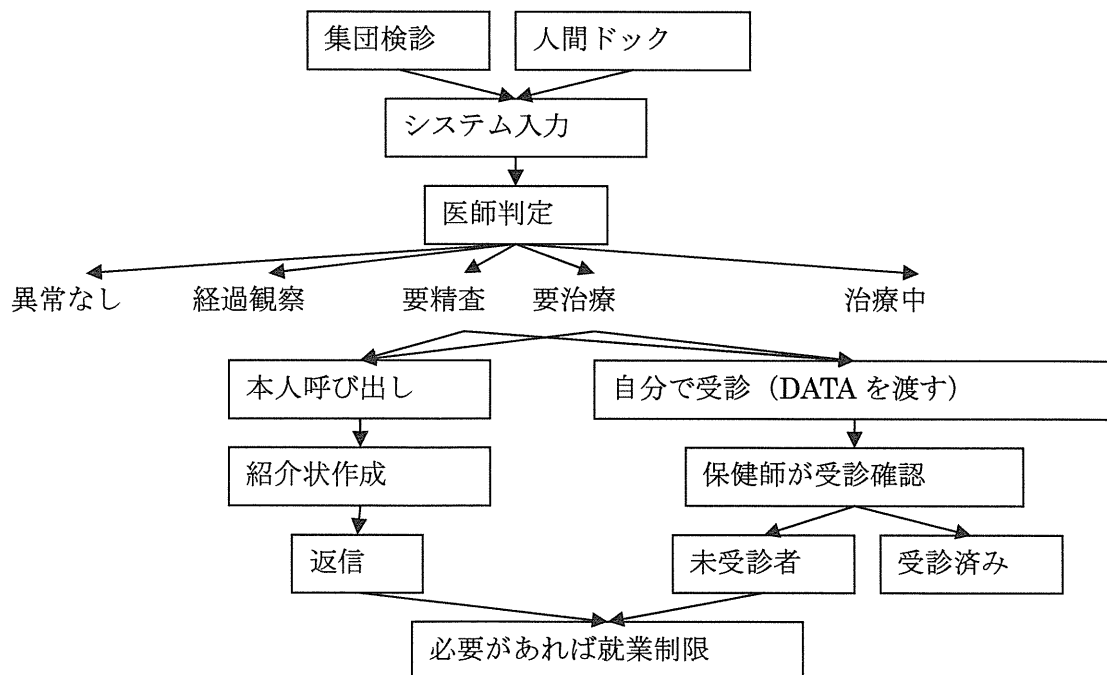 集団検診
人間ドック
システム入力
医師判定
異常なし
経過観察
要精査
要治療
治療中
本人呼び出し
自分で受診（DATA を渡す）
紹介状作成
保健師が受診確認
返信
未受診者
受診済み
必要があれば就業制限